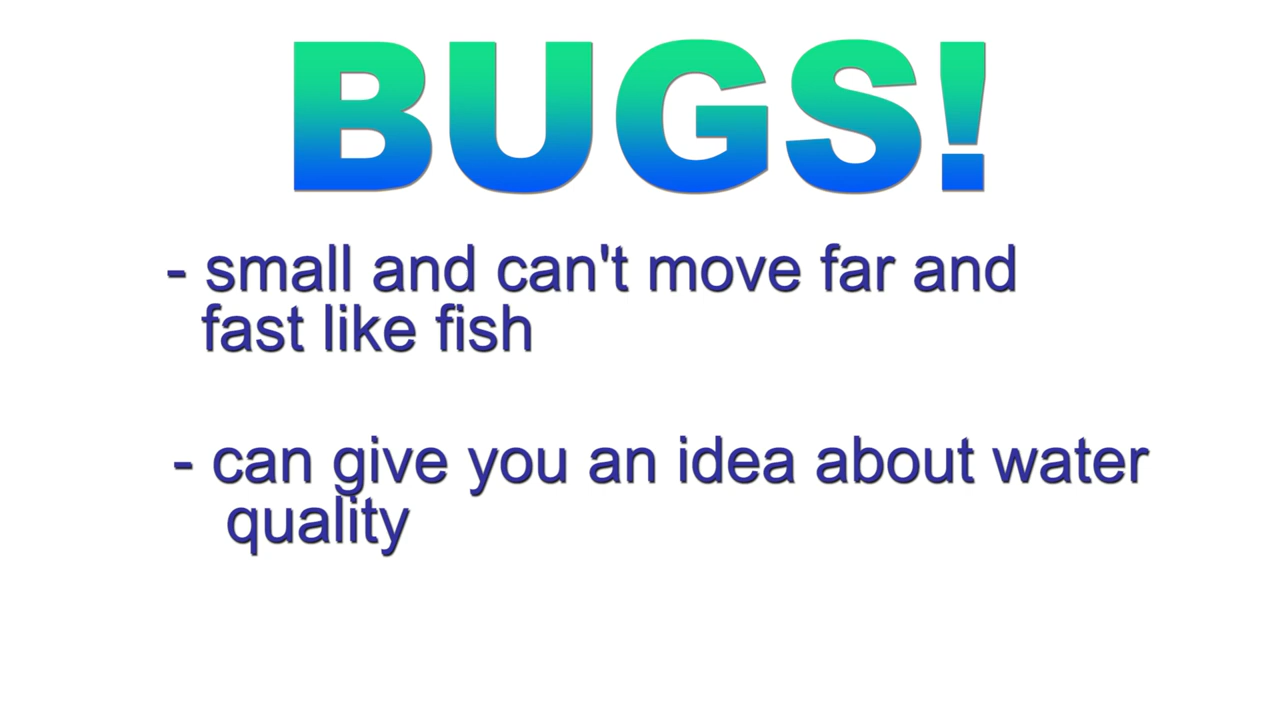 BUGS!
- small and can't move far and
fast like fish
- can give you an idea about water
quality